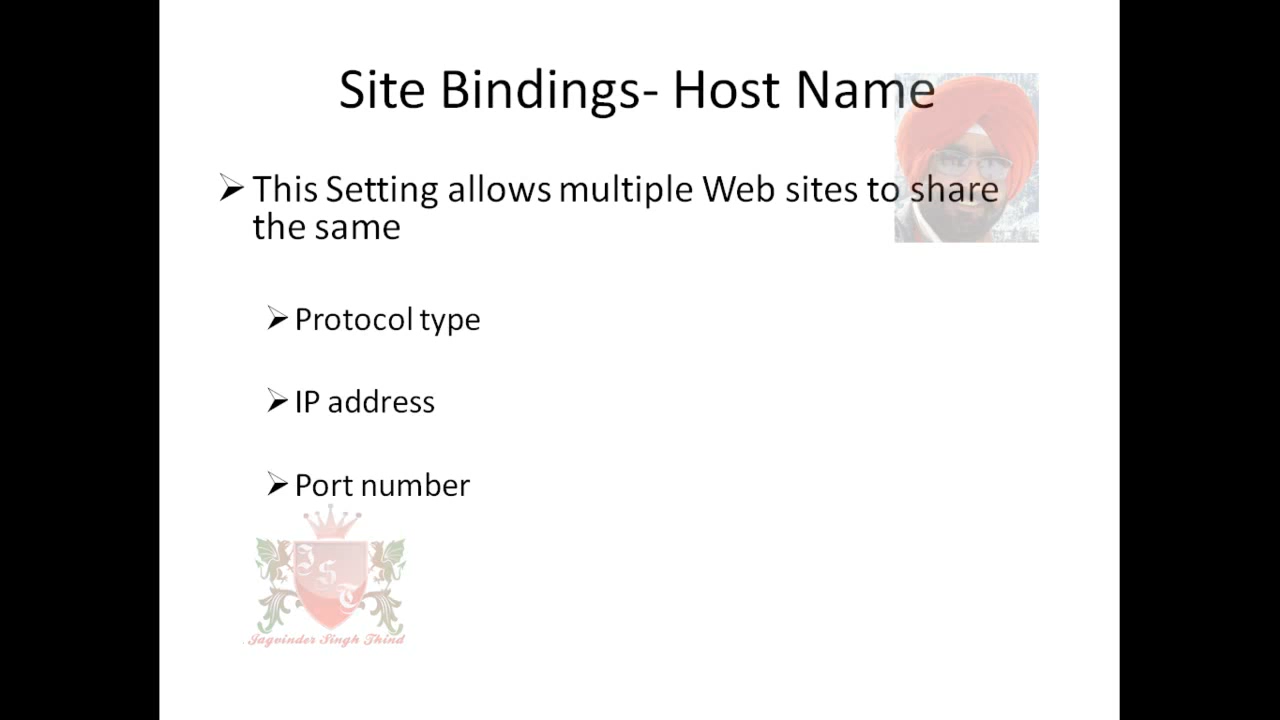 Site Bindings- Host Name
This Setting allows multiple Web sites to share
the same
Protocol type
IP address
Port number
JST
Jagvinder Singh Thind